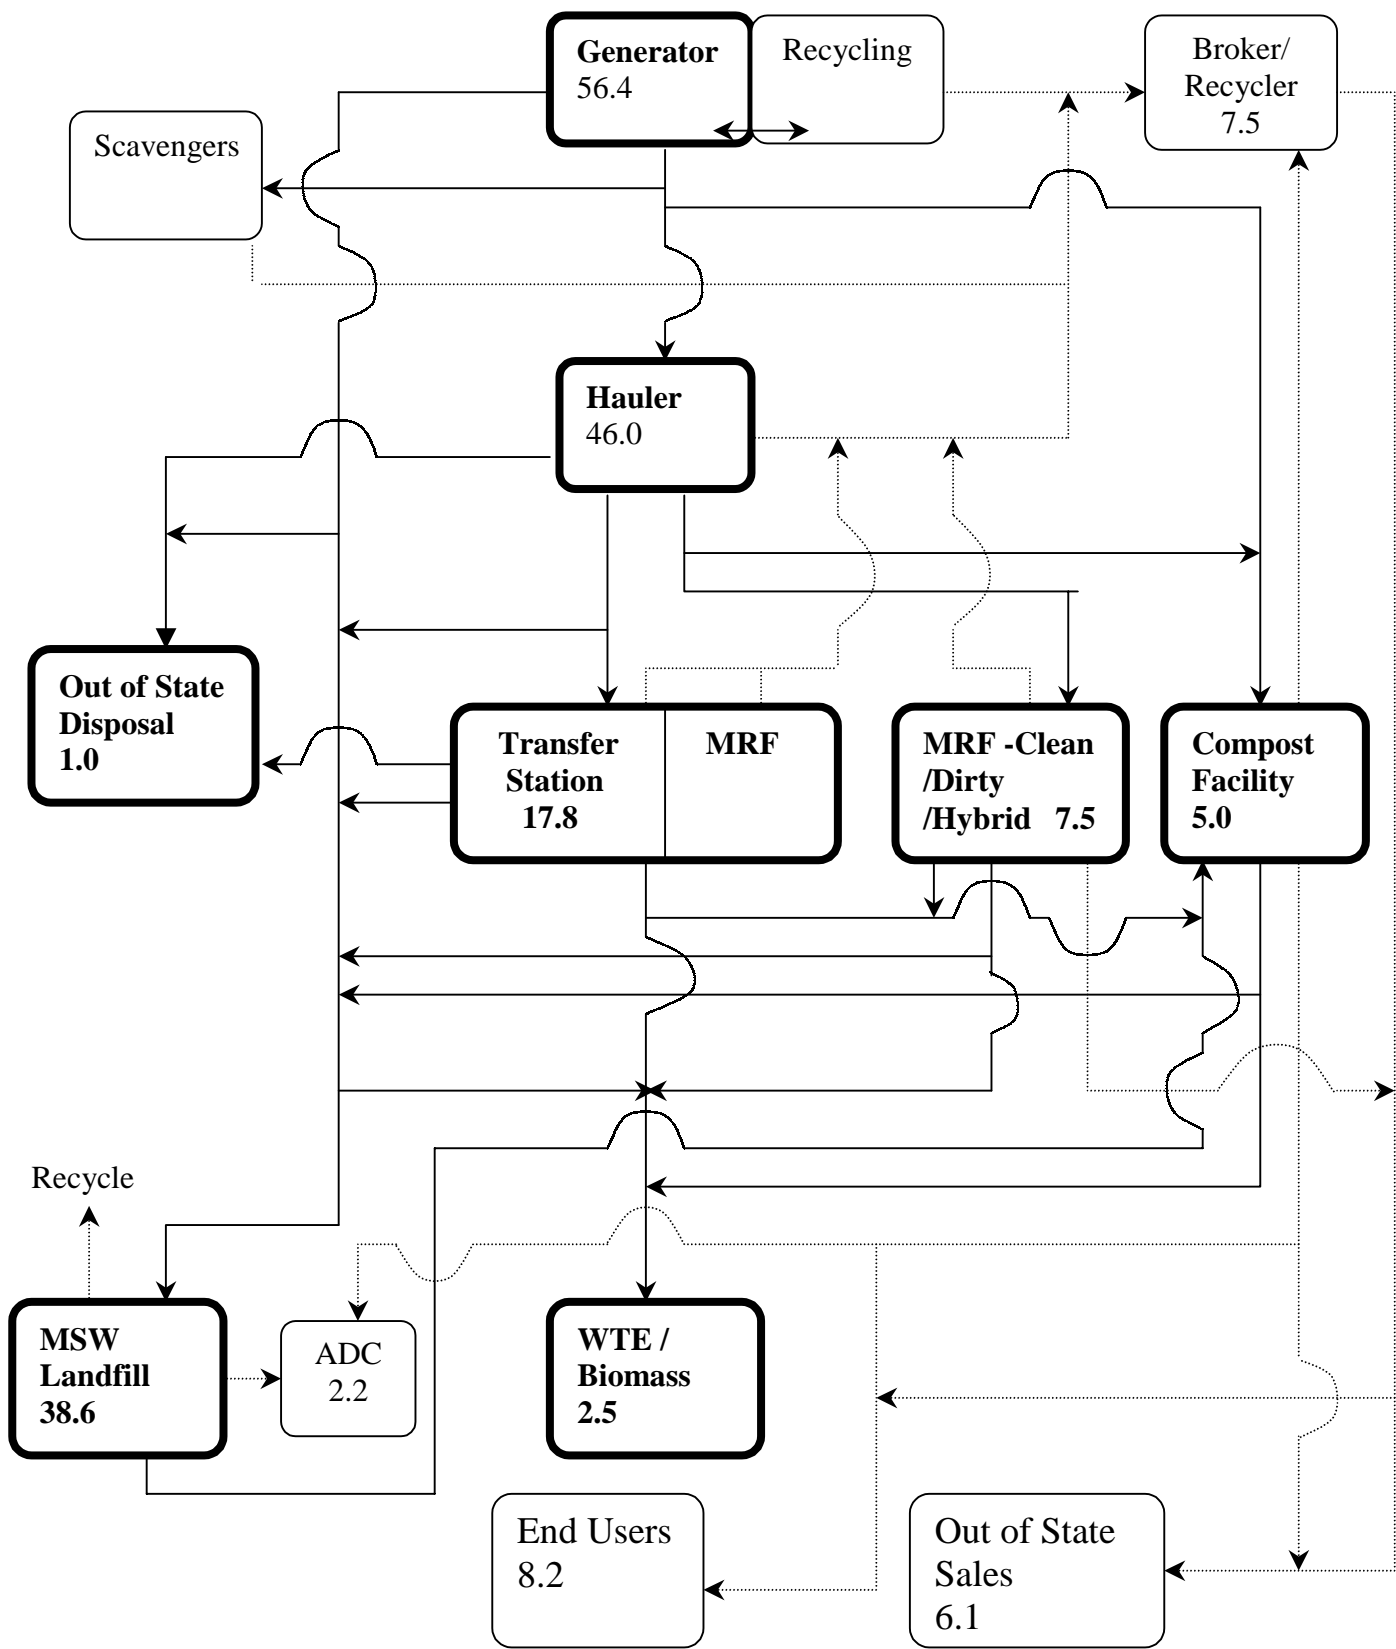 Generator
56.4
Recycling
Broker/
Recycler
7.5
Scavengers
Hauler
46.0
Out of State
Disposal
1.0
Transfer
Station
17.8
MRF
MRF -Clean
/Dirty
/Hybrid 7.5
Compost
Facility
5.0
Recycle
MSW
Landfill
38.6
ADC
2.2
WTE /
Biomass
2.5
End Users
8.2
Out of State
Sales
6.1